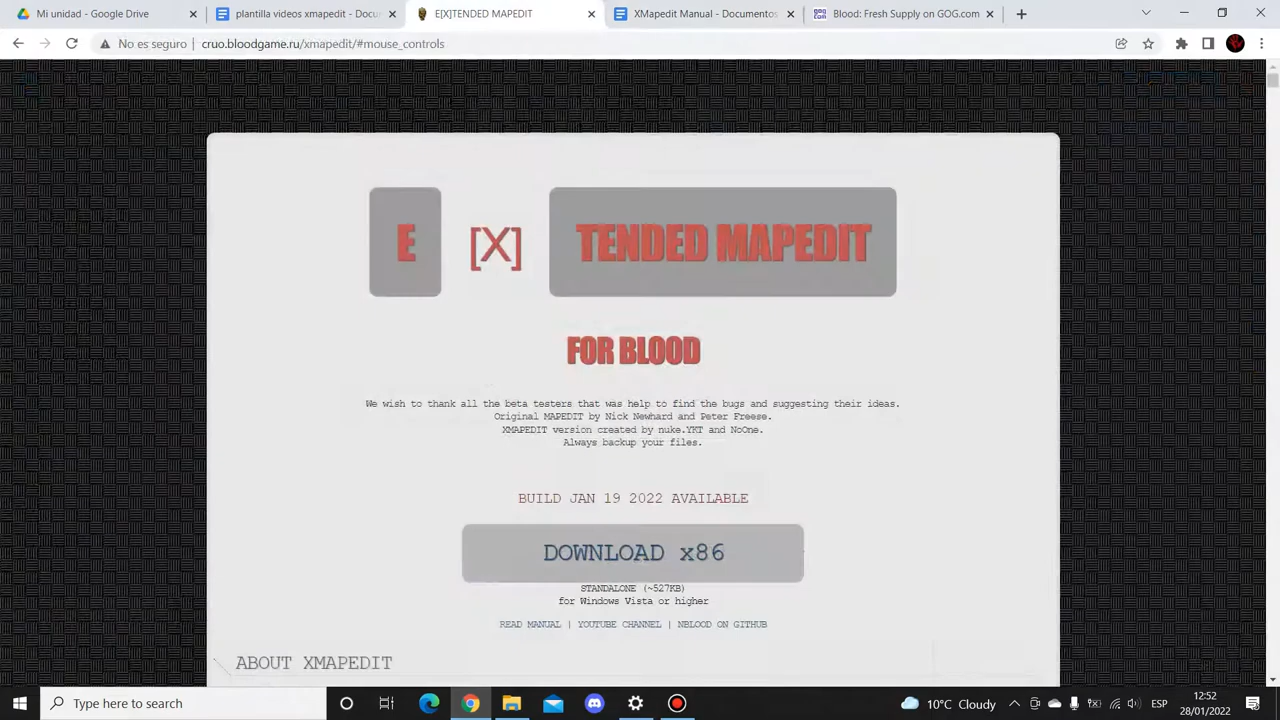 Mi unidad - Google Drive
plantilla videos xmapedit - Docu
E[X]TENDED MAPEDIT
XMapedit Manual - Documentos
Blood: Fresh Supply on GOG.com
No es seguro | cruo.bloodgame.ru/xmapedit/#mouse_controls
E [X] TENDED MAPEDIT
FOR BLOOD
We wish to thank all the beta testers that was help to find the bugs and suggesting their ideas.
Original MAPEDIT by Nick Newhard and Peter Freese.
XMAPEDIT version created by nuke.YKT and NoOne.
Always backup your files.
BUILD JAN 19 2022 AVAILABLE
DOWNLOAD x86
STANDALONE (~527KB)
for Windows Vista or higher
READ MANUAL | YOUTUBE CHANNEL | NBLOOD ON GITHUB
ABOUT XMAPEDIT
Type here to search
10°C Cloudy
ESP
12:52
28/01/2022